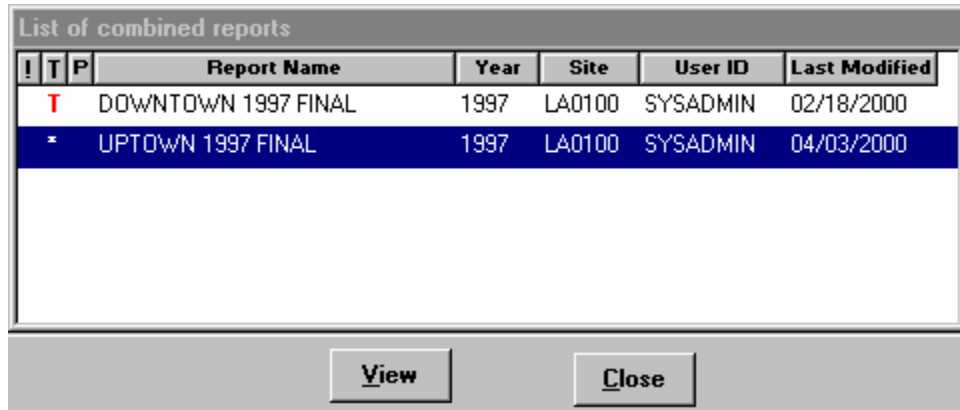 List of combined reports
! T P Report Name Year Site User ID Last Modified
T DOWNTOWN 1997 FINAL 1997 LA0100 SYSADMIN 02/18/2000
* UPTOWN 1997 FINAL 1997 LA0100 SYSADMIN 04/03/2000
View Close